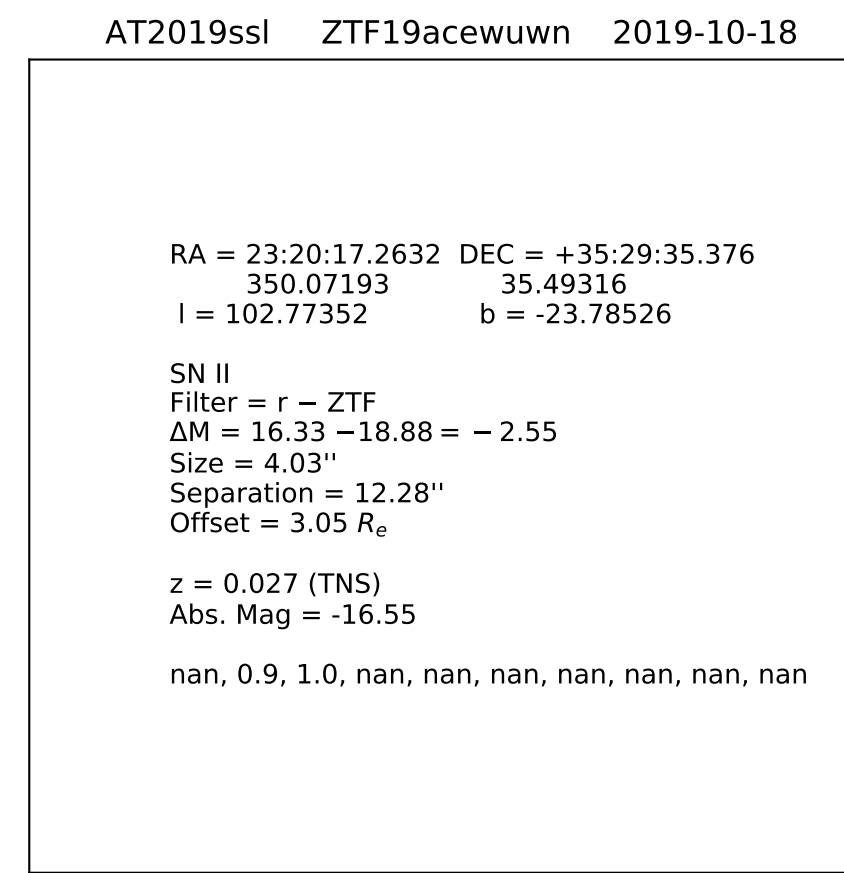 AT2019ssl ZTF19acewuwn 2019-10-18
RA = 23:20:17.2632 DEC = +35:29:35.376
350.07193 35.49316
l = 102.77352 b = -23.78526
SN II
Filter = r − ZTF
ΔM = 16.33 −18.88 = − 2.55
Size = 4.03''
Separation = 12.28''
Offset = 3.05 Rₑ
z = 0.027 (TNS)
Abs. Mag = -16.55
nan, 0.9, 1.0, nan, nan, nan, nan, nan, nan, nan